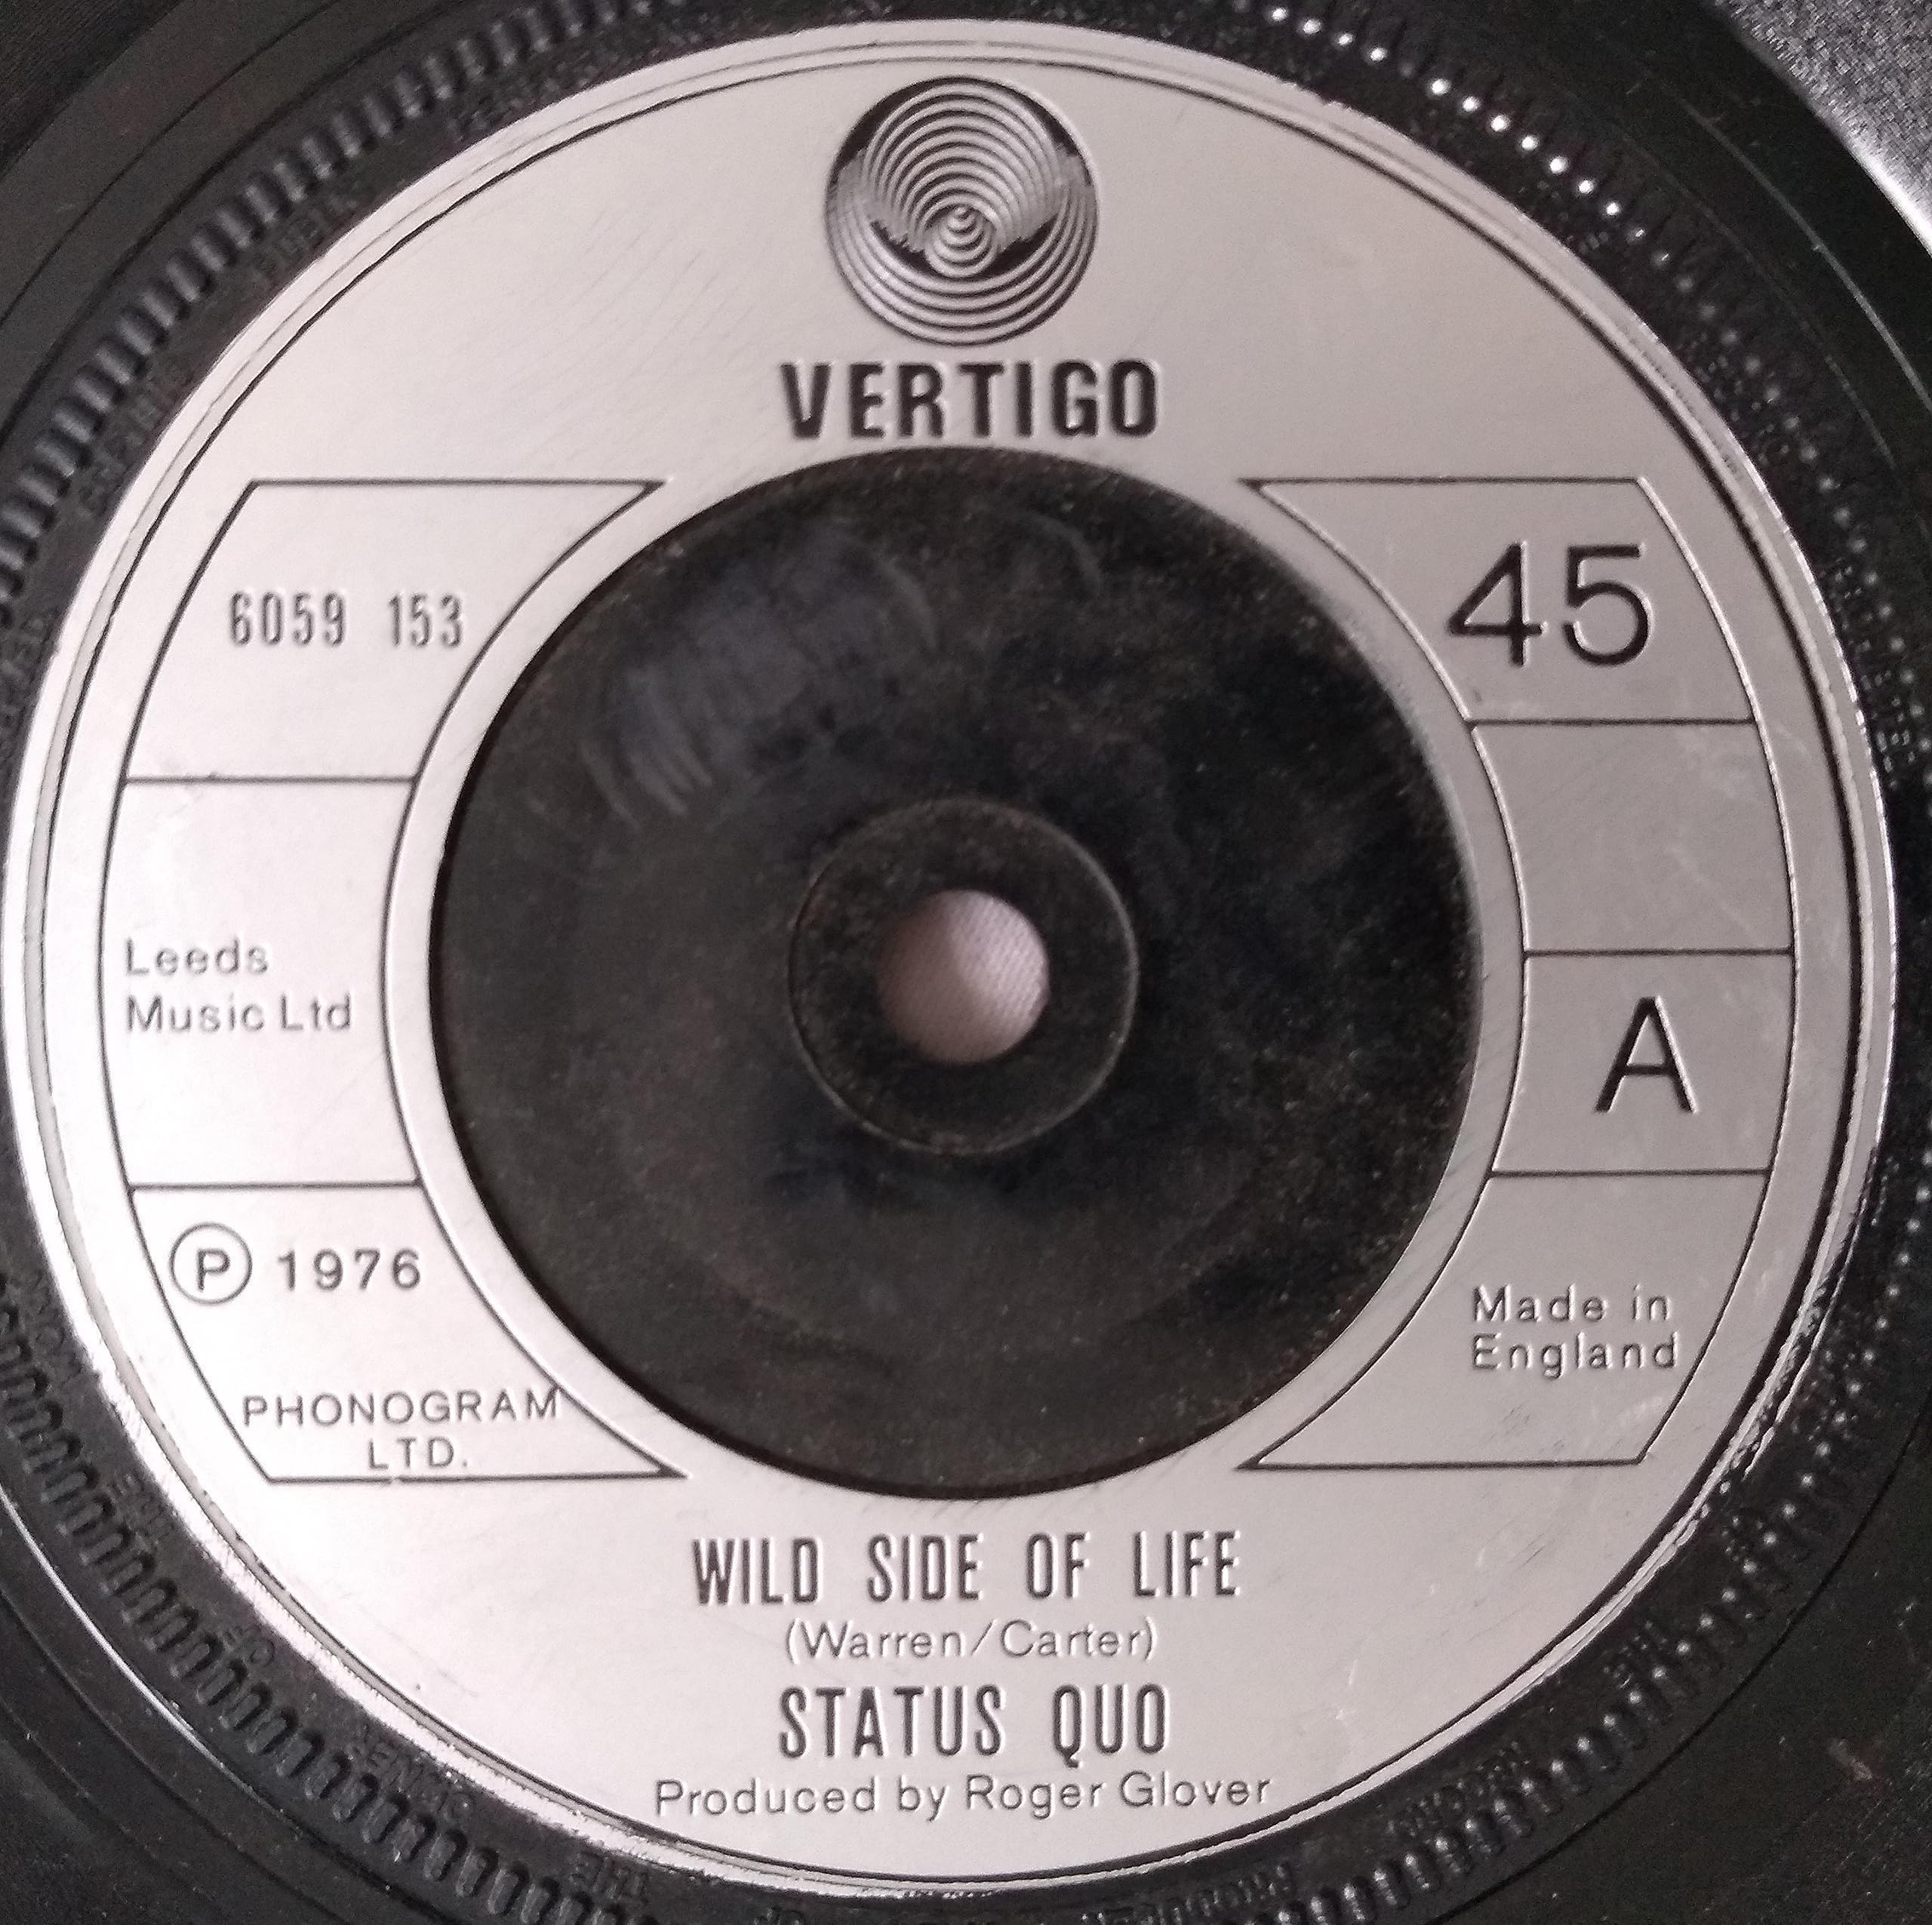 VERTIGO
6059 153
45
Leeds
Music Ltd
A
Ⓟ 1976
PHONOGRAM
LTD.
Made in
England
WILD SIDE OF LIFE
(Warren/Carter)
STATUS QUO
Produced by Roger Glover